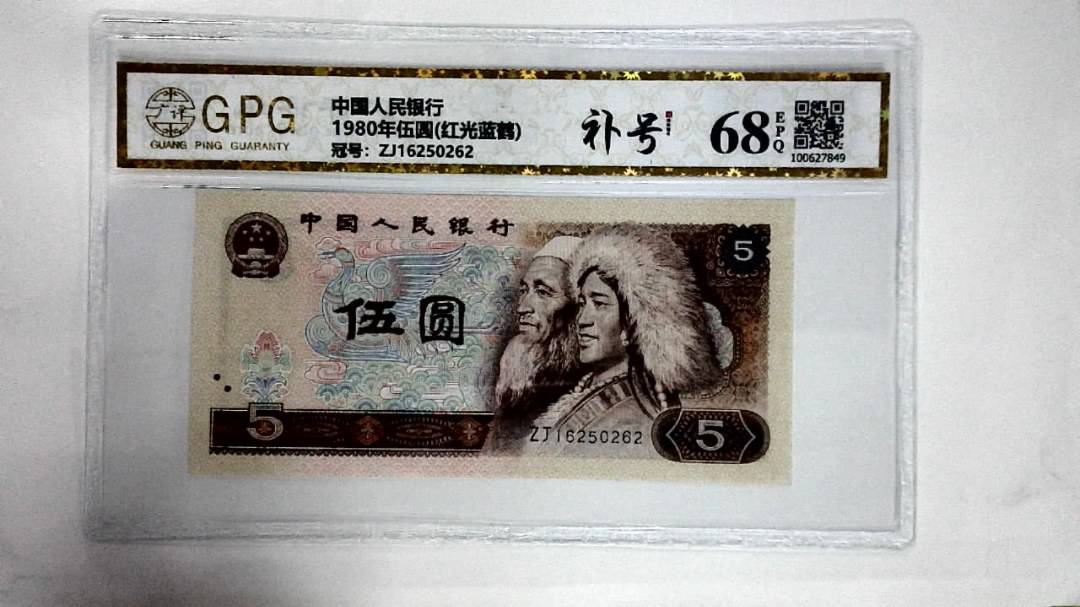 广评
GPG
GUANG PING GUARANTY
中国人民银行
1980年伍圆(红光蓝鹤)
冠号：ZJ16250262
补号
68
EPQ
100627849
中国人民银行
5
伍圆
5
ZJ16250262
5